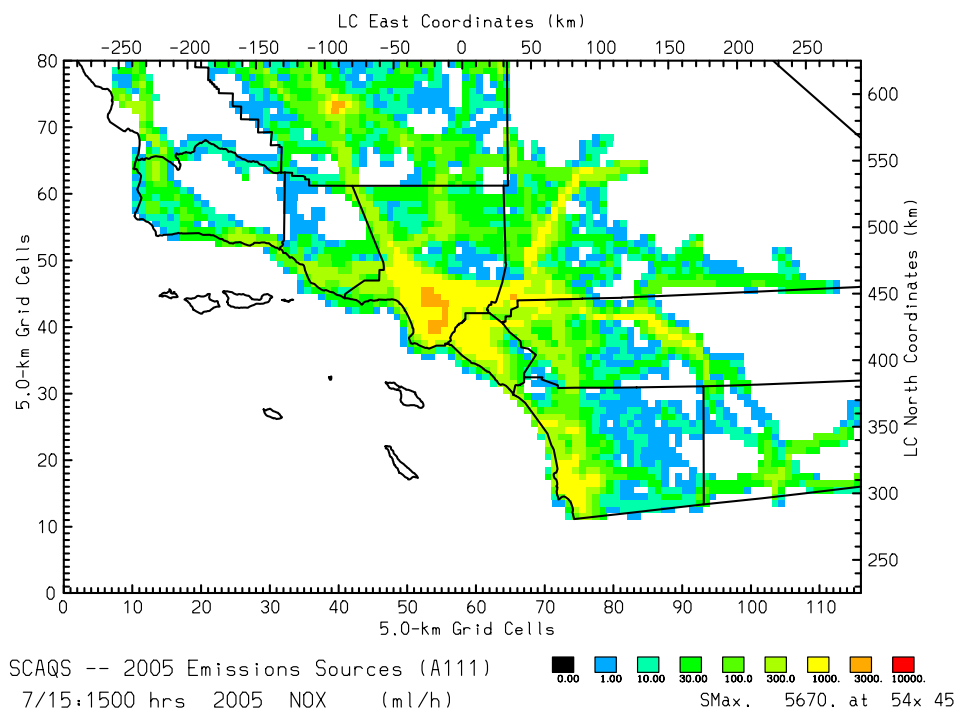 LC East Coordinates (km)
-250 -200 -150 -100 -50 0 50 100 150 200 250
80
70
60
50
40
30
20
10
0
5.0-km Grid Cells
600
550
500
450
400
350
300
250
LC North Coordinates (km)
0 10 20 30 40 50 60 70 80 90 100 110
5.0-km Grid Cells
SCAQS -- 2005 Emissions Sources (A111)
0.00 1.00 10.00 30.00 100.0 300.0 1000. 3000. 10000.
7/15:1500 hrs 2005 NOX (ml/h)
SMax, 5670. at 54x 45